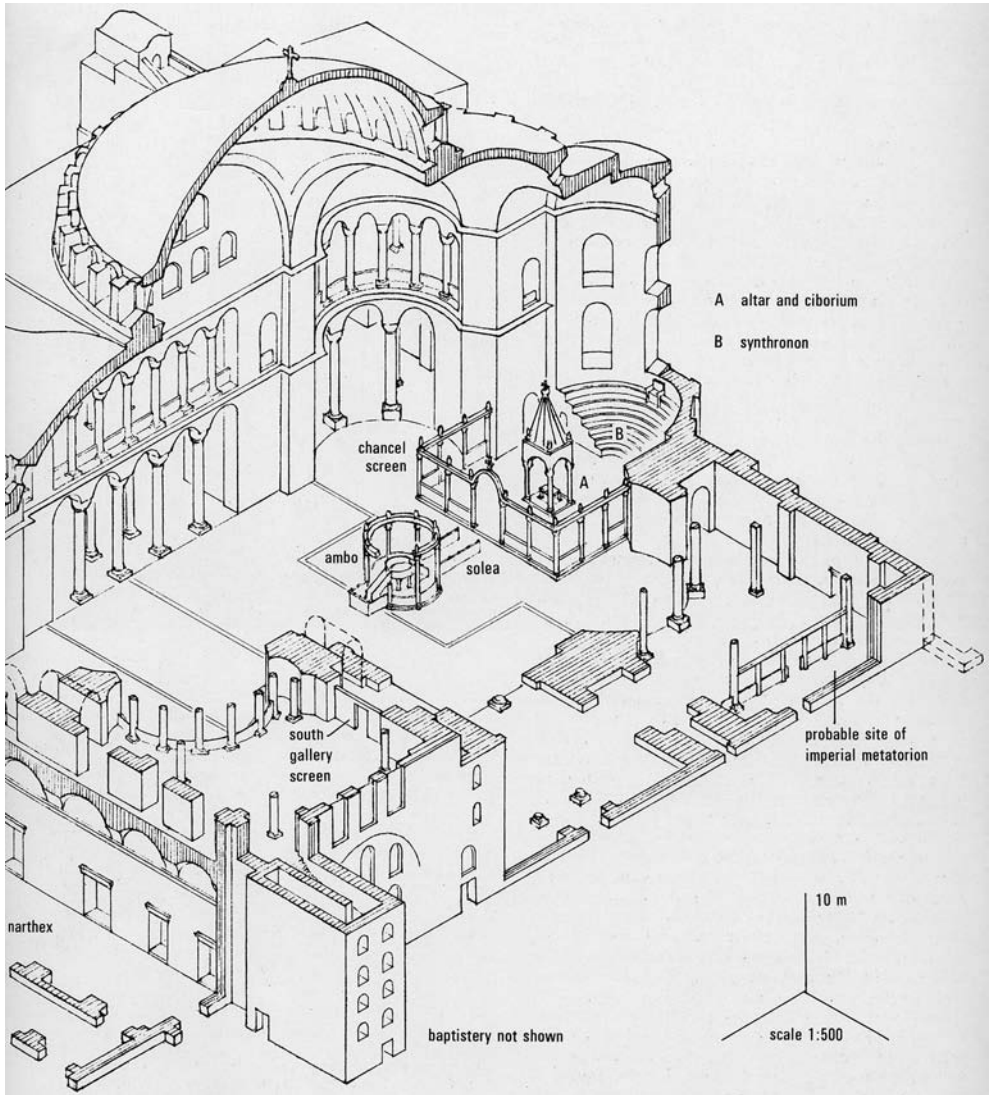 A altar and ciborium
B synthronon
chancel
screen
B
A
ambo
solea
south
gallery
screen
probable site of
imperial metatorion
10 m
narthex
baptistery not shown
scale 1:500